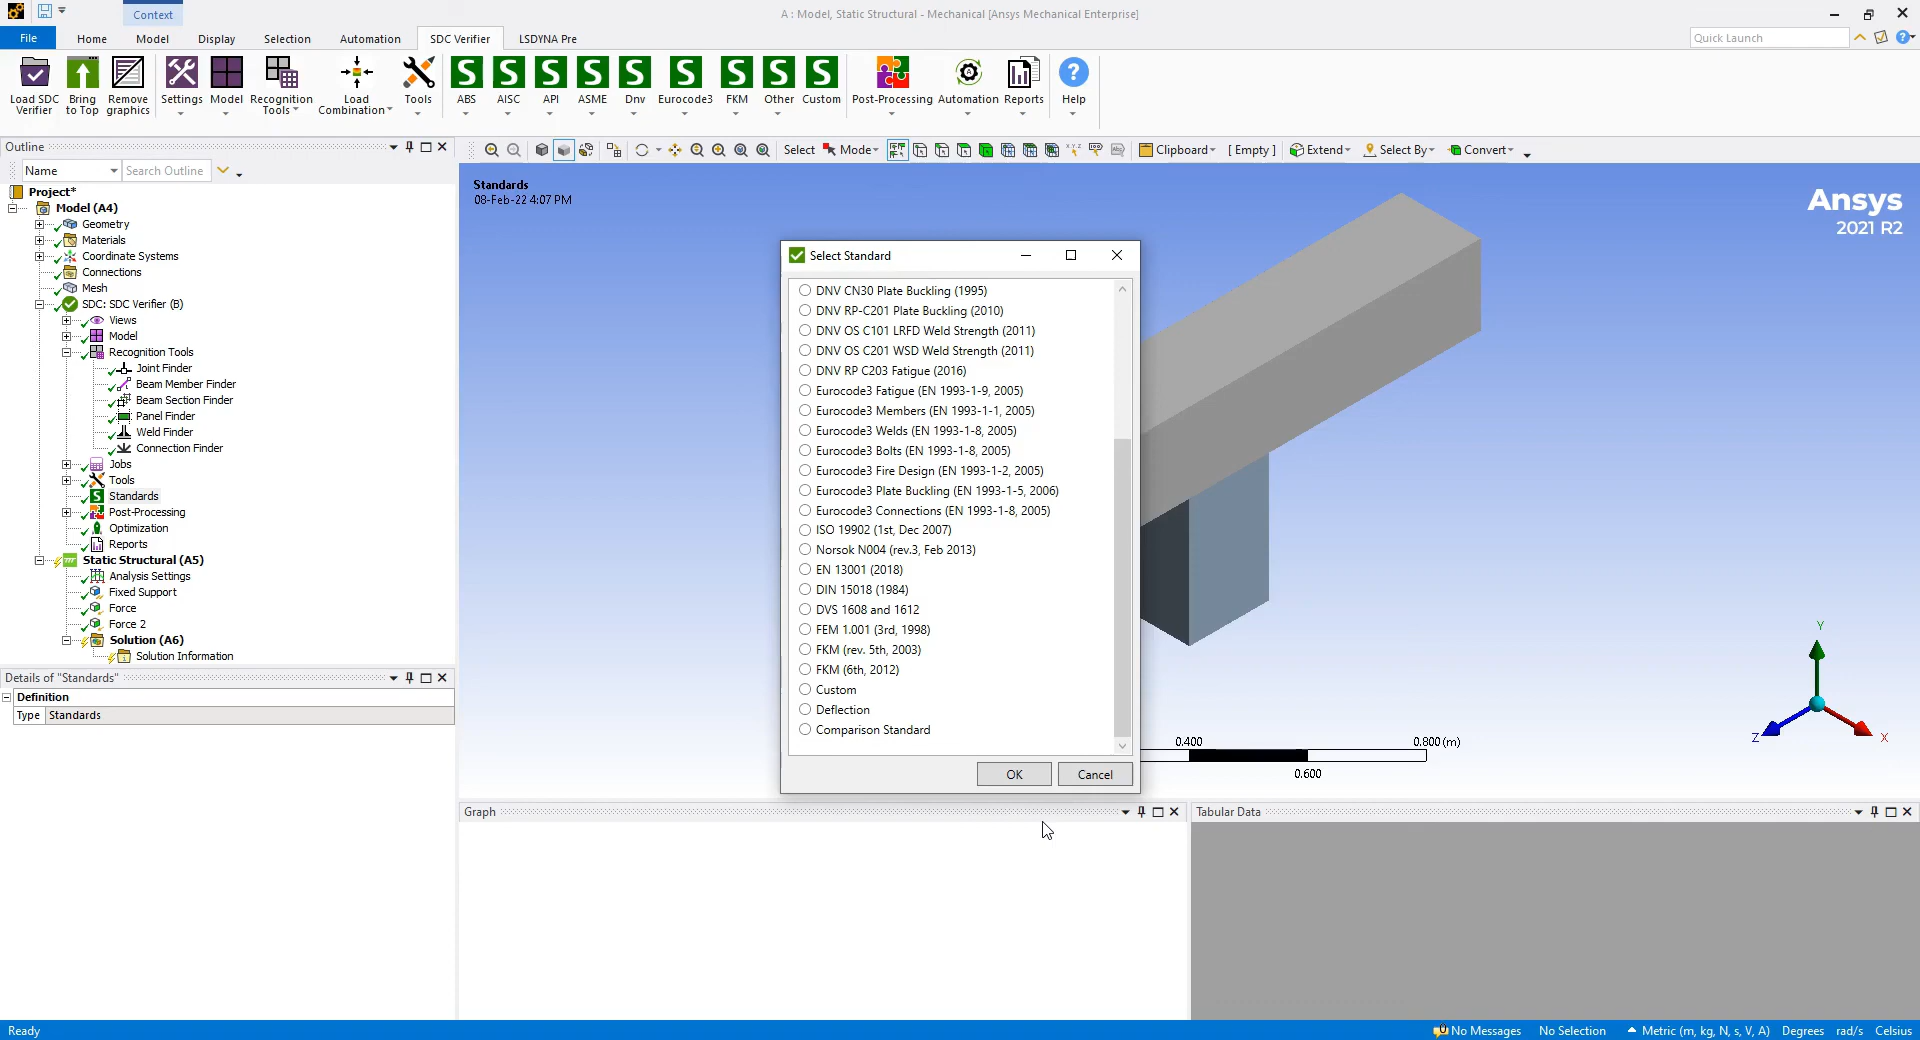 Context
A : Model, Static Structural - Mechanical [Ansys Mechanical Enterprise]
File Home Model Display Selection Automation SDC Verifier LSDYNA Pre
Quick Launch
Load SDC Verifier
Bring to Top
Remove graphics
Settings
Model
Recognition Tools
Load Combination
Tools
S ABS
S AISC
S API
S ASME
S Dnv
S Eurocode3
S FKM
S Other
S Custom
Post-Processing
Automation
Reports
? Help
Outline
Name Search Outline
Project*
Model (A4)
Geometry
Materials
Coordinate Systems
Connections
Mesh
SDC: SDC Verifier (B)
Views
Model
Recognition Tools
Joint Finder
Beam Member Finder
Beam Section Finder
Panel Finder
Weld Finder
Connection Finder
Jobs
Tools
S Standards
Post-Processing
Optimization
Reports
Static Structural (A5)
Analysis Settings
Fixed Support
Force
Force 2
Solution (A6)
Solution Information
Details of "Standards"
Definition
Type Standards
Select Mode Clipboard [ Empty ] Extend Select By Convert
Standards
08-Feb-22 4:07 PM
Ansys
2021 R2
Select Standard
DNV CN30 Plate Buckling (1995)
DNV RP-C201 Plate Buckling (2010)
DNV OS C101 LRFD Weld Strength (2011)
DNV OS C201 WSD Weld Strength (2011)
DNV RP C203 Fatigue (2016)
Eurocode3 Fatigue (EN 1993-1-9, 2005)
Eurocode3 Members (EN 1993-1-1, 2005)
Eurocode3 Welds (EN 1993-1-8, 2005)
Eurocode3 Bolts (EN 1993-1-8, 2005)
Eurocode3 Fire Design (EN 1993-1-2, 2005)
Eurocode3 Plate Buckling (EN 1993-1-5, 2006)
Eurocode3 Connections (EN 1993-1-8, 2005)
ISO 19902 (1st, Dec 2007)
Norsok N004 (rev.3, Feb 2013)
EN 13001 (2018)
DIN 15018 (1984)
DVS 1608 and 1612
FEM 1.001 (3rd, 1998)
FKM (rev. 5th, 2003)
FKM (6th, 2012)
Custom
Deflection
Comparison Standard
OK Cancel
0.400 0.800 (m)
0.600
Y
Z X
Graph
Tabular Data
Ready
0 No Messages No Selection Metric (m, kg, N, s, V, A) Degrees rad/s Celsius